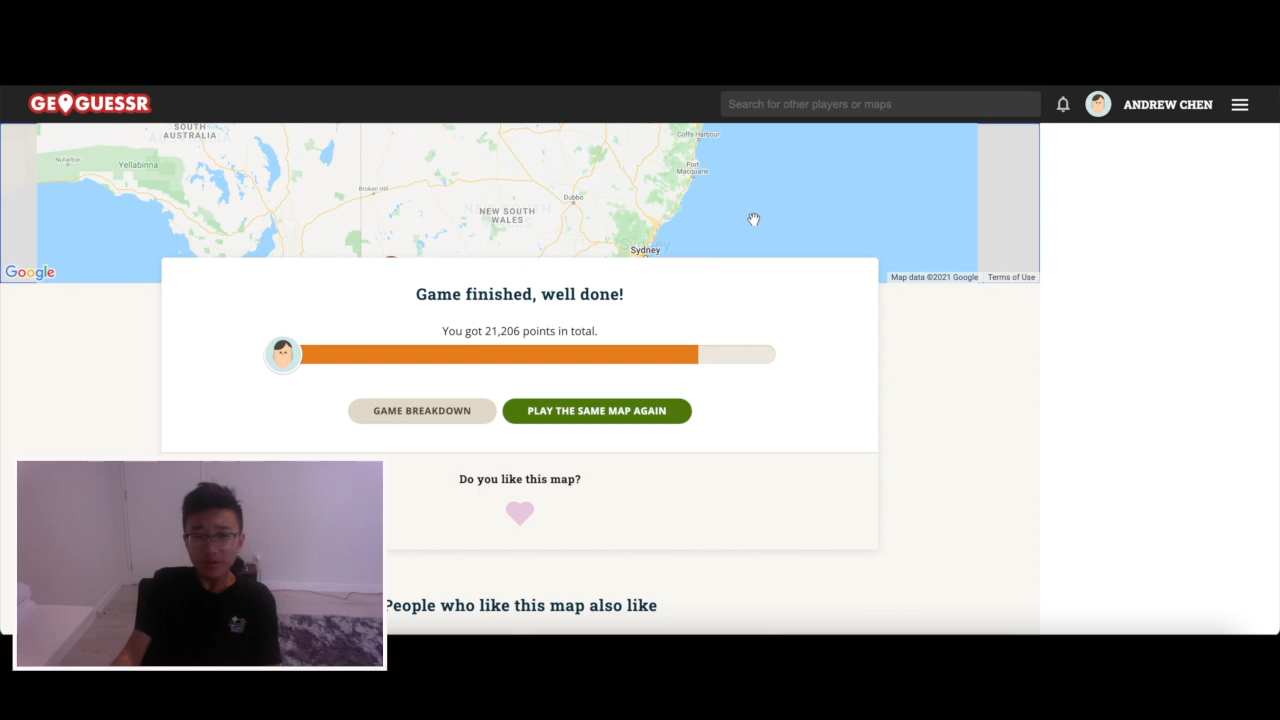 GEOGUESSR
Search for other players or maps
ANDREW CHEN
SOUTH
AUSTRALIA
Coffs Harbour
Nullarbor
Yellabinna
Port
Macquarie
Broken Hill
Dubbo
NEW SOUTH
WALES
Sydney
Google
Map data ©2021 Google
Terms of Use
Game finished, well done!
You got 21,206 points in total.
GAME BREAKDOWN
PLAY THE SAME MAP AGAIN
Do you like this map?
People who like this map also like